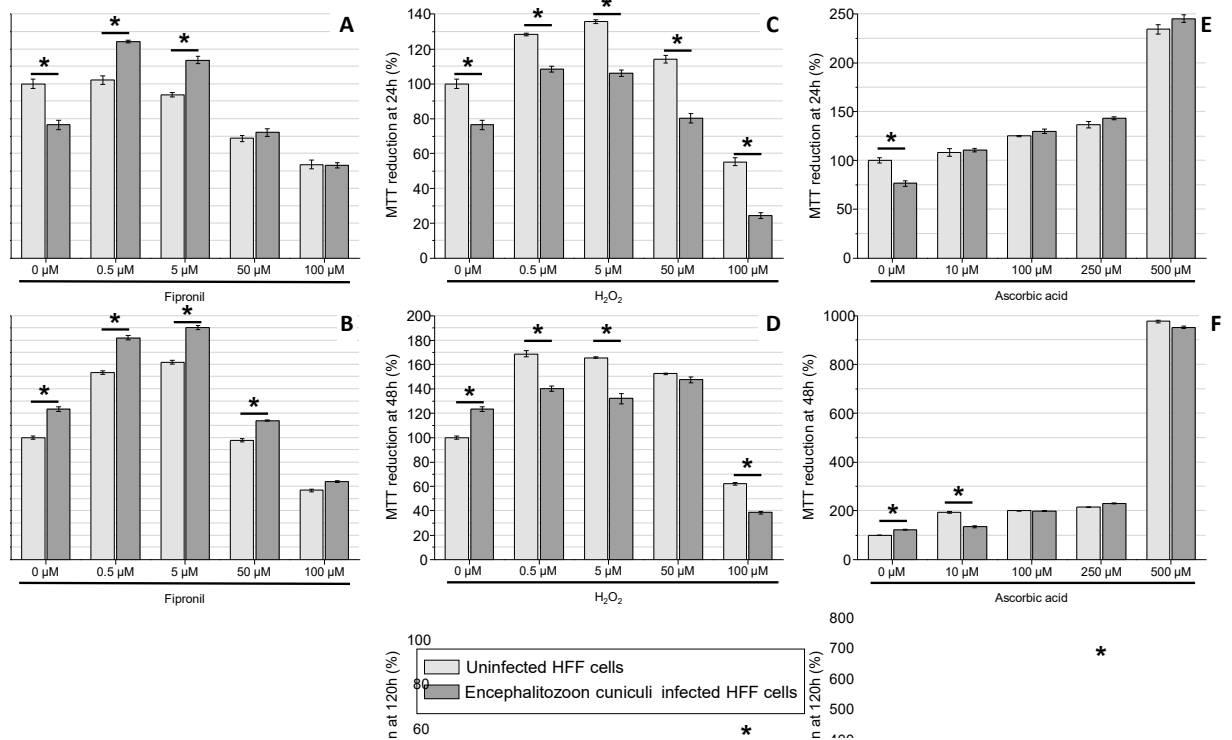 A
*
*
*
0 µM 0.5 µM 5 µM 50 µM 100 µM
Fipronil
C
MTT reduction at 24h (%)
140
120
100
80
60
40
20
0
*
*
*
*
*
0 µM 0.5 µM 5 µM 50 µM 100 µM
H₂O₂
E
MTT reduction at 24h (%)
250
200
150
100
50
0
*
0 µM 10 µM 100 µM 250 µM 500 µM
Ascorbic acid
B
*
*
*
*
0 µM 0.5 µM 5 µM 50 µM 100 µM
Fipronil
D
MTT reduction at 48h (%)
200
180
160
140
120
100
80
60
40
20
0
*
*
*
*
0 µM 0.5 µM 5 µM 50 µM 100 µM
H₂O₂
F
MTT reduction at 48h (%)
1000
800
600
400
200
0
*
*
0 µM 10 µM 100 µM 250 µM 500 µM
Ascorbic acid
100
80
60
n at 120h (%)
Uninfected HFF cells
Encephalitozoon cuniculi infected HFF cells
*
800
700
600
500
400
on at 120h (%)
*